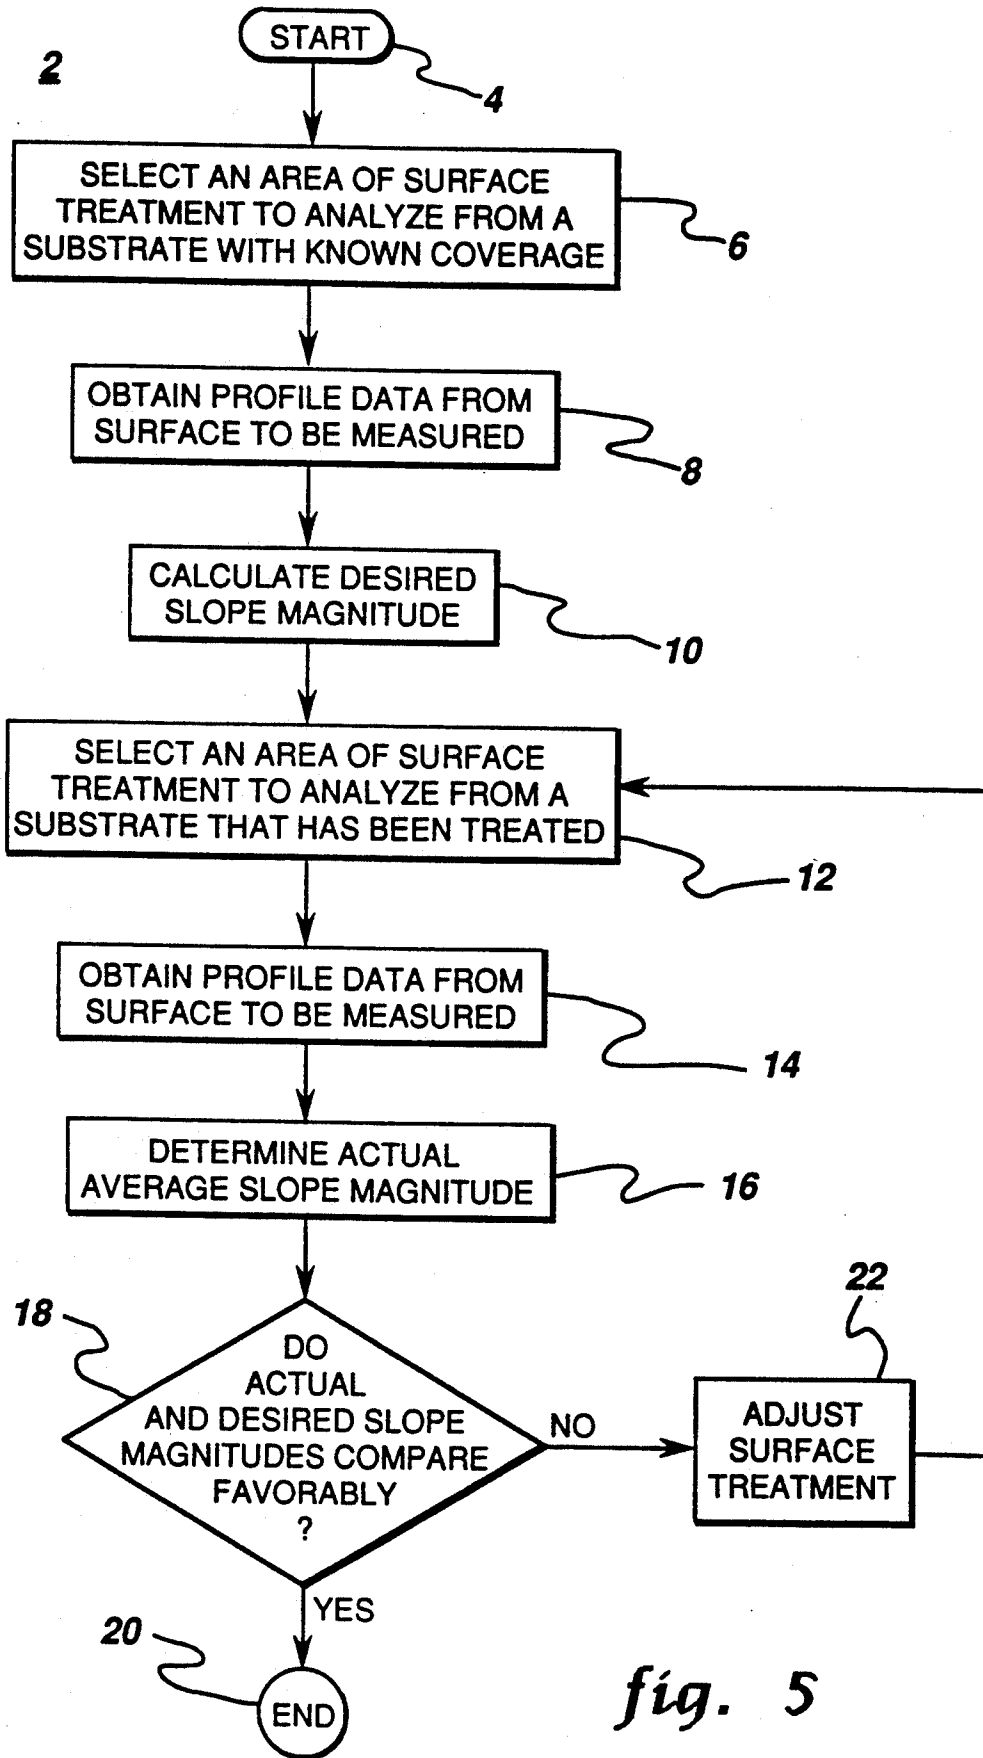 START
2
4
SELECT AN AREA OF SURFACE
TREATMENT TO ANALYZE FROM A
SUBSTRATE WITH KNOWN COVERAGE
6
OBTAIN PROFILE DATA FROM
SURFACE TO BE MEASURED
8
CALCULATE DESIRED
SLOPE MAGNITUDE
10
SELECT AN AREA OF SURFACE
TREATMENT TO ANALYZE FROM A
SUBSTRATE THAT HAS BEEN TREATED
12
OBTAIN PROFILE DATA FROM
SURFACE TO BE MEASURED
14
DETERMINE ACTUAL
AVERAGE SLOPE MAGNITUDE
16
18
DO
ACTUAL
AND DESIRED SLOPE
MAGNITUDES COMPARE
FAVORABLY
?
NO
22
ADJUST
SURFACE
TREATMENT
YES
20
END
fig. 5